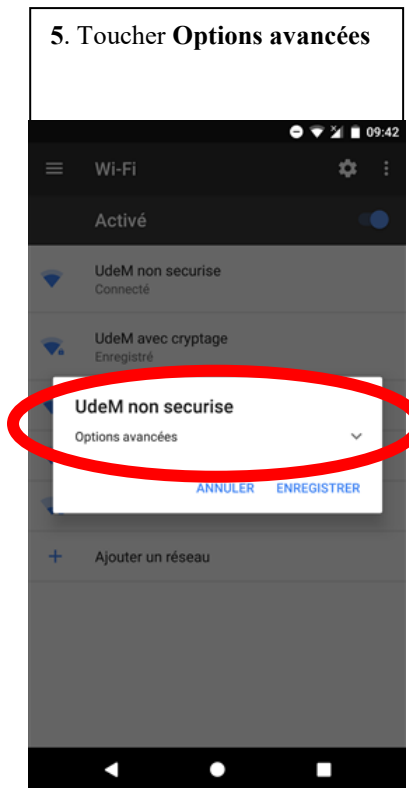 5. Toucher Options avancées
09:42
Wi-Fi
Activé
UdeM non securise
Connecté
UdeM avec cryptage
Enregistré
UdeM non securise
Options avancées
ANNULER ENREGISTRER
Ajouter un réseau